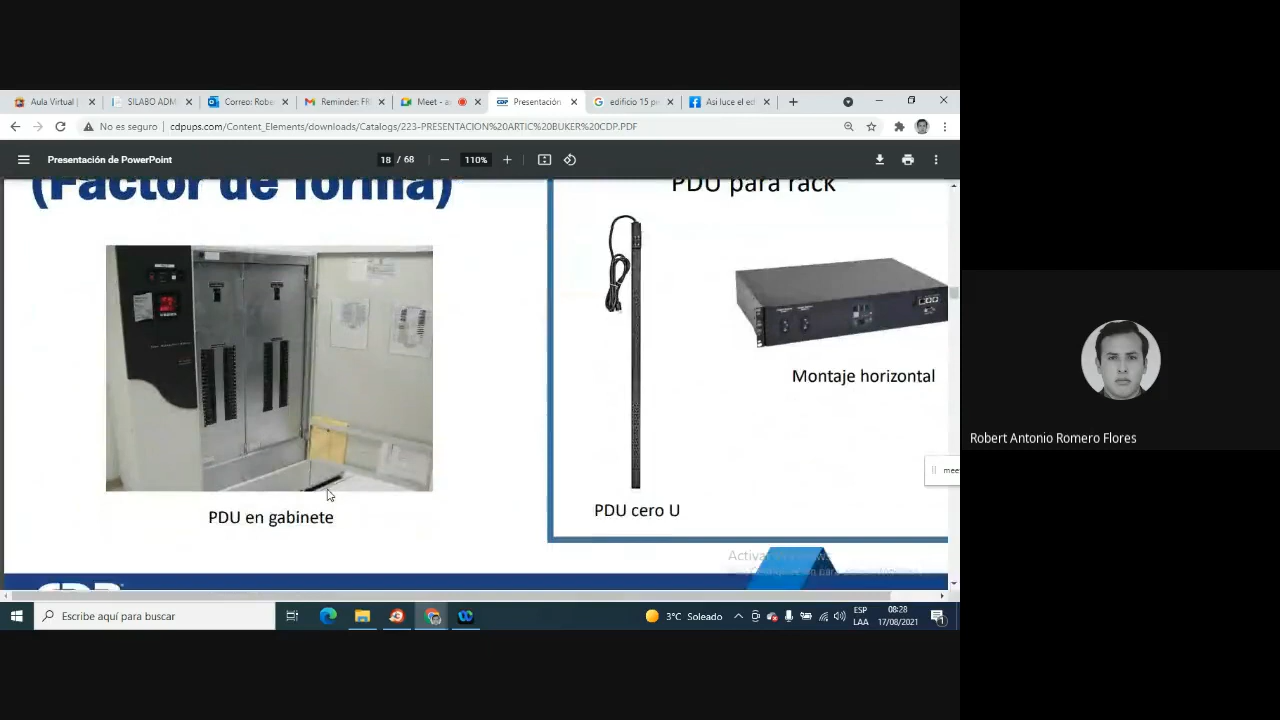 Aula Virtual |
SILABO ADM
Correo: Robe
Reminder: FR
Meet - a
Presentación
edificio 15 p
Asi luce el ed
No es seguro | cdpups.com/Content_Elements/downloads/Catalogs/223-PRESENTACION%20ARTIC%20BUKER%20CDP.PDF
Presentación de PowerPoint
18 / 68
110%
(Factor de forma)
PDU para rack
Montaje horizontal
PDU en gabinete
PDU cero U
mee
Robert Antonio Romero Flores
CDP
Escribe aquí para buscar
3°C Soleado
ESP
LAA
08:28
17/08/2021